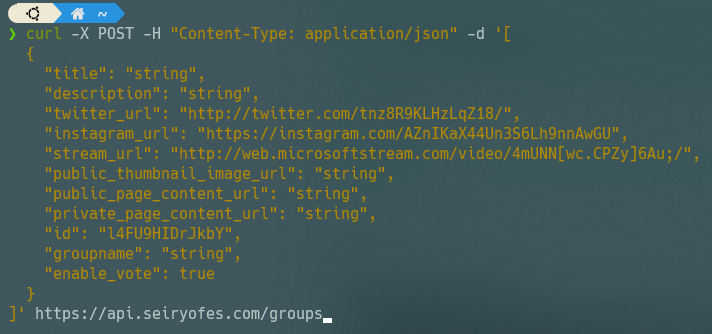 ~
❯ curl -X POST -H "Content-Type: application/json" -d '[
  {
    "title": "string",
    "description": "string",
    "twitter_url": "http://twitter.com/tnz8R9KLHzLqZ18/",
    "instagram_url": "https://instagram.com/AZnIKaX44Un3S6Lh9nnAwGU",
    "stream_url": "http://web.microsoftstream.com/video/4mUNN[wc.CPZy]6Au;/",
    "public_thumbnail_image_url": "string",
    "public_page_content_url": "string",
    "private_page_content_url": "string",
    "id": "l4FU9HIDrJkbY",
    "groupname": "string",
    "enable_vote": true
  }
]' https://api.seiryofes.com/groups